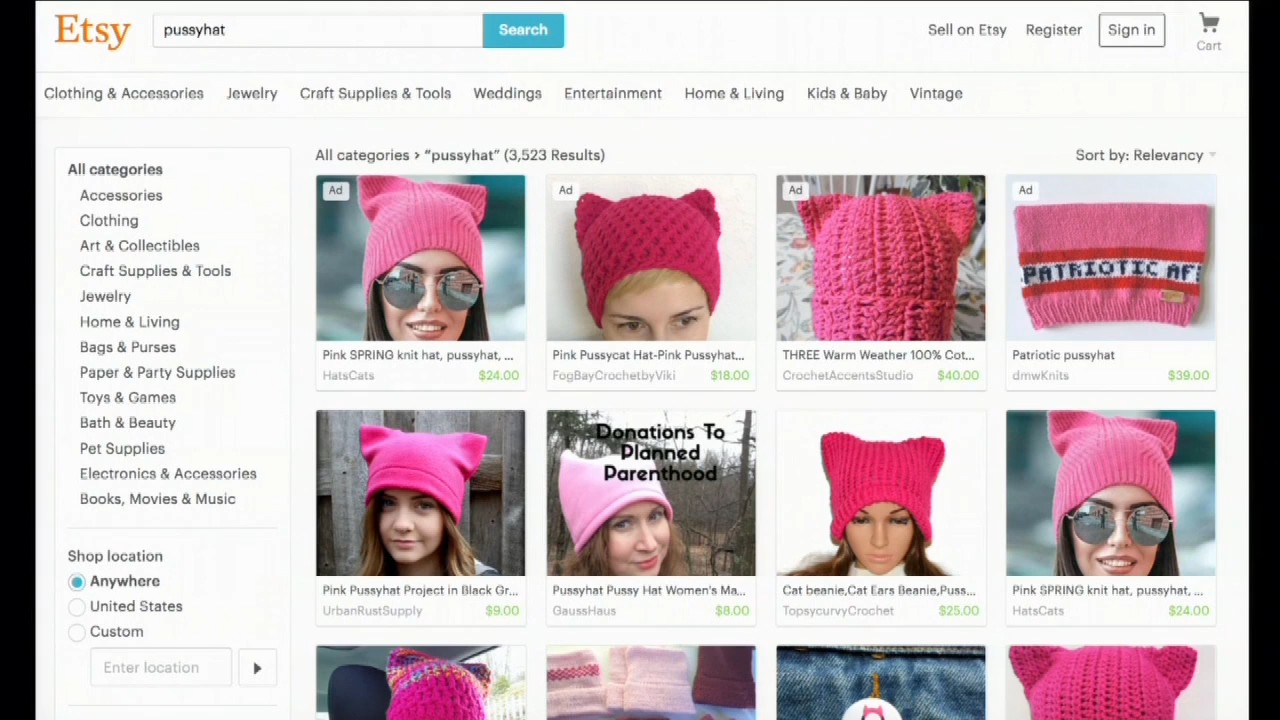 Etsy
pussyhat
Search
Sell on Etsy
Register
Sign in
Cart
Clothing & Accessories
Jewelry
Craft Supplies & Tools
Weddings
Entertainment
Home & Living
Kids & Baby
Vintage
All categories
Accessories
Clothing
Art & Collectibles
Craft Supplies & Tools
Jewelry
Home & Living
Bags & Purses
Paper & Party Supplies
Toys & Games
Bath & Beauty
Pet Supplies
Electronics & Accessories
Books, Movies & Music
Shop location
Anywhere
United States
Custom
Enter location
All categories › “pussyhat” (3,523 Results)
Sort by: Relevancy
Ad
Pink SPRING knit hat, pussyhat, ...
HatsCats $24.00
Ad
Pink Pussycat Hat-Pink Pussyhat...
FogBayCrochetbyViki $18.00
Ad
THREE Warm Weather 100% Cot...
CrochetAccentsStudio $40.00
Ad
PATRIOTIC AF
Patriotic pussyhat
dmwKnits $39.00
Pink Pussyhat Project in Black Gr...
UrbanRustSupply $9.00
Donations To
Planned
Parenthood
Pussyhat Pussy Hat Women's Ma...
GaussHaus $8.00
Cat beanie,Cat Ears Beanie,Puss...
TopsycurvyCrochet $25.00
Pink SPRING knit hat, pussyhat, ...
HatsCats $24.00